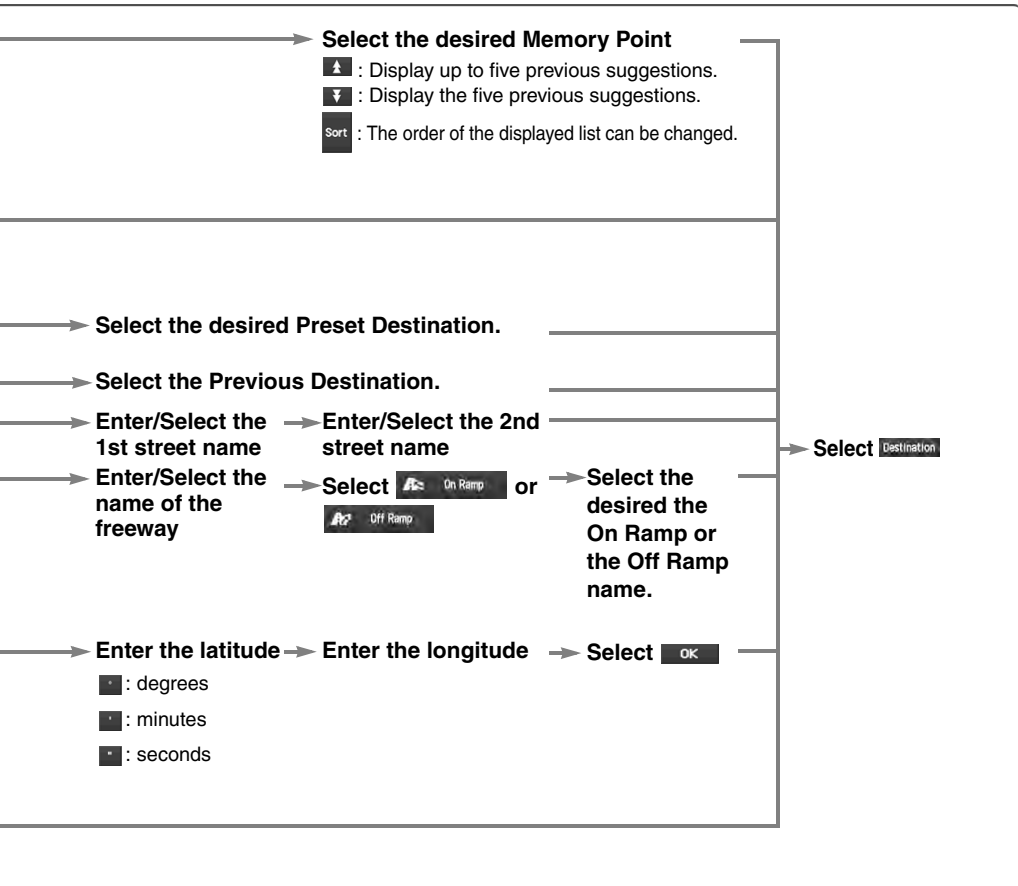 Select the desired Memory Point
: Display up to five previous suggestions.
: Display the five previous suggestions.
Sort : The order of the displayed list can be changed.
Select the desired Preset Destination.
Select the Previous Destination.
Enter/Select the
1st street name
Enter/Select the 2nd
street name
Enter/Select the
name of the
freeway
Select On Ramp or
Off Ramp
Select the
desired the
On Ramp or
the Off Ramp
name.
Select Destination
Enter the latitude
° : degrees
' : minutes
" : seconds
Enter the longitude
Select OK